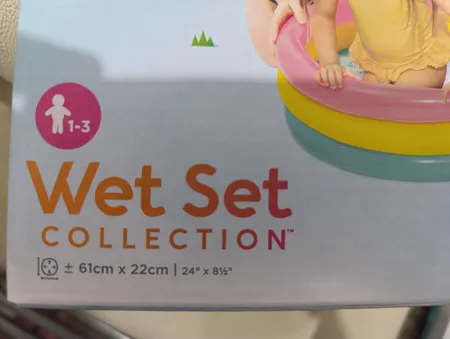 1-3
Wet Set
COLLECTION™
± 61cm x 22cm | 24" x 8½"